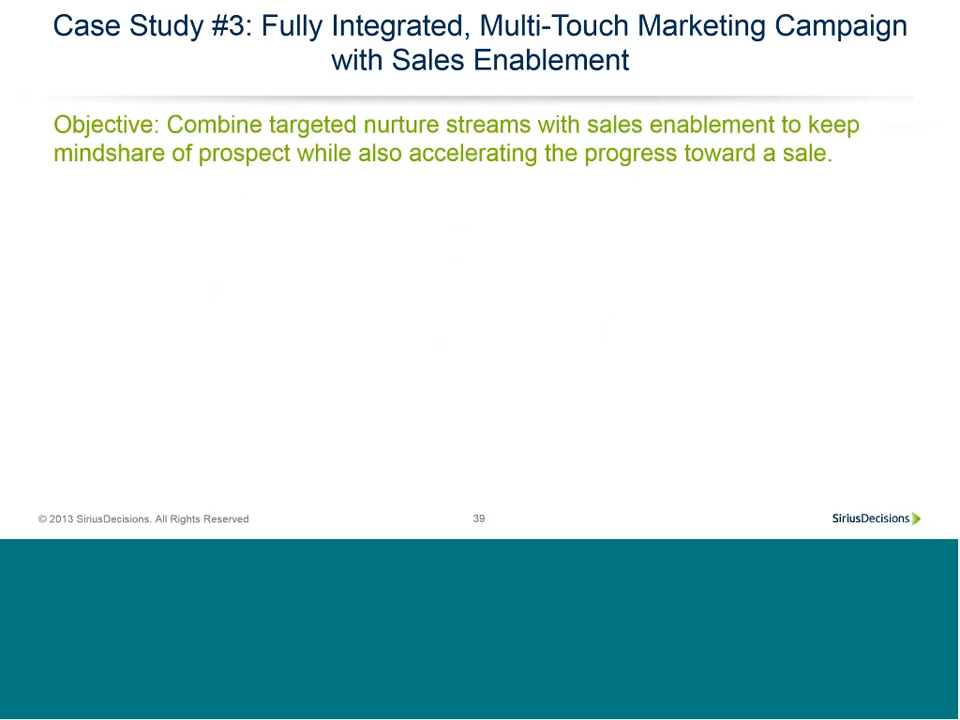 Case Study #3: Fully Integrated, Multi-Touch Marketing Campaign
with Sales Enablement
Objective: Combine targeted nurture streams with sales enablement to keep
mindshare of prospect while also accelerating the progress toward a sale.
© 2013 SiriusDecisions. All Rights Reserved
39
SiriusDecisions